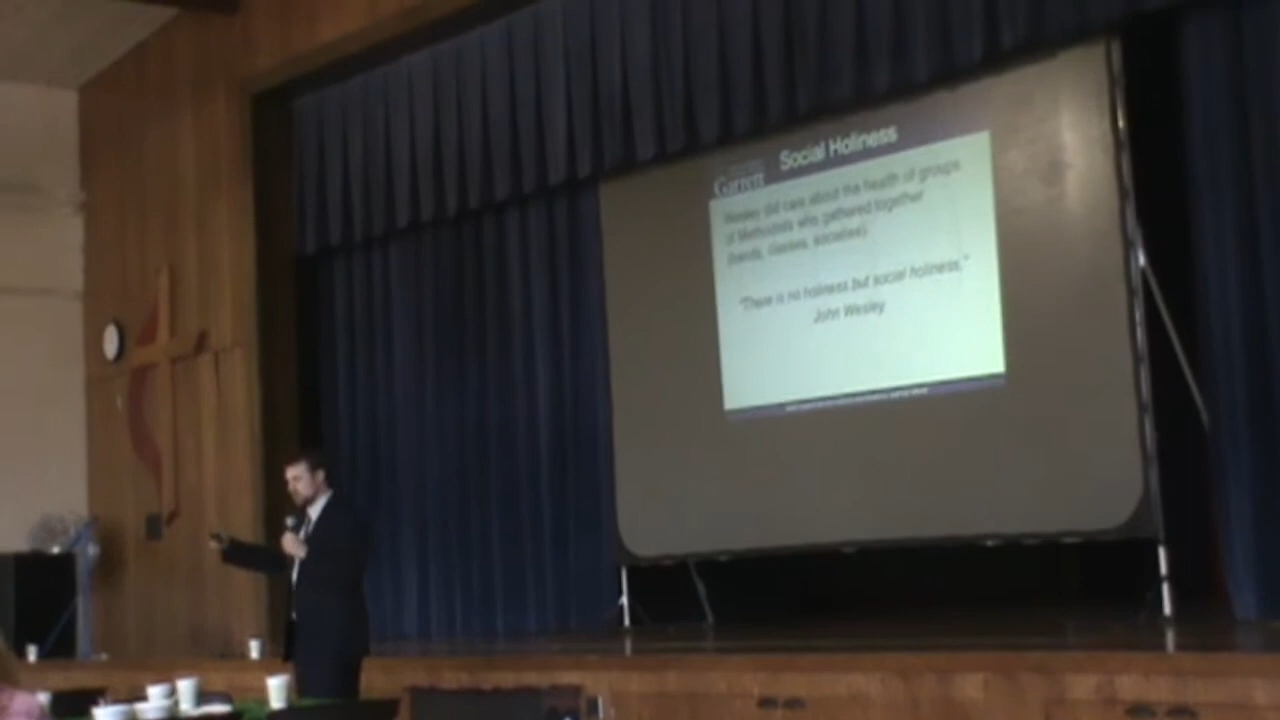 Social Holiness
Garrett
Wesley did care about the health of groups
of Methodists who gathered together
(bands, classes, societies).
"There is no holiness but social holiness,"
John Wesley